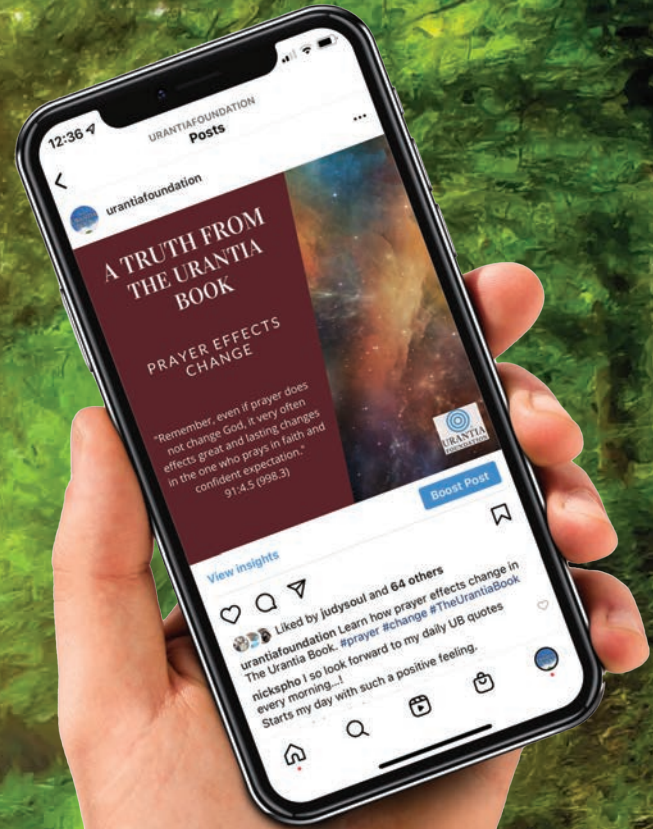 12:36
URANTIAFOUNDATION
Posts
urantiafoundation
A TRUTH FROM
THE URANTIA
BOOK
PRAYER EFFECTS
CHANGE
"Remember, even if prayer does
not change God, it very often
effects great and lasting changes
in the one who prays in faith and
confident expectation."
91:4.5 (998.3)
URANTIA
FOUNDATION
View insights
Boost Post
Liked by judysoul and 64 others
urantiafoundation Learn how prayer effects change in
The Urantia Book. #prayer #change #TheUrantiaBook
nickspho I so look forward to my daily UB quotes
every morning...!
Starts my day with such a positive feeling,